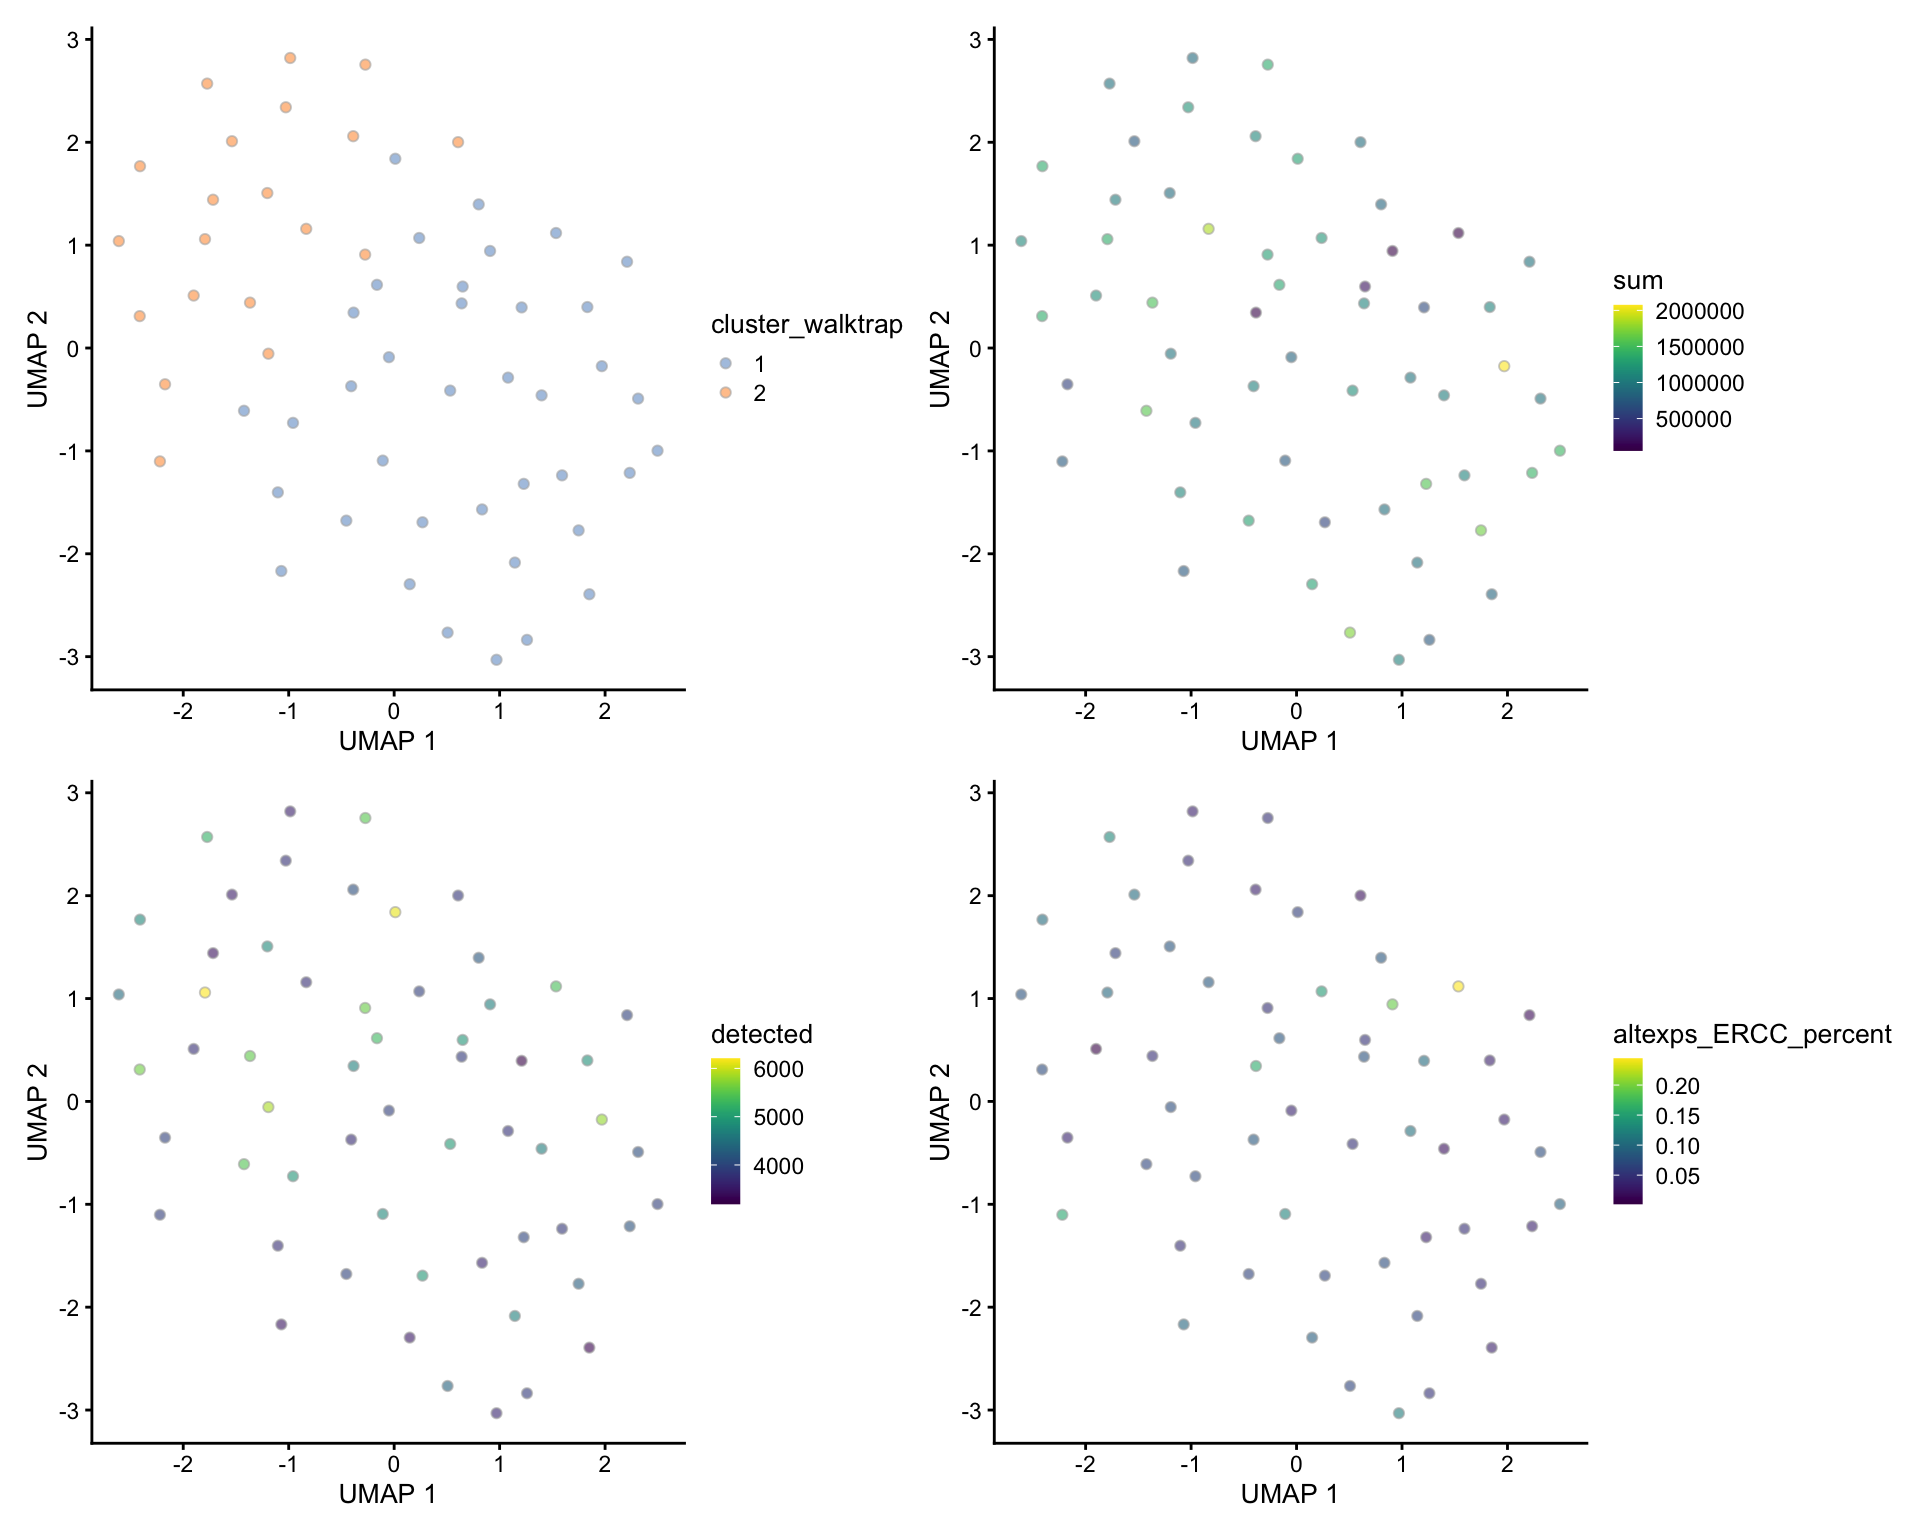 3
2
1
0
-1
-2
-3
UMAP 2
-2 -1 0 1 2
UMAP 1
cluster_walktrap
1
2
3
2
1
0
-1
-2
-3
UMAP 2
-2 -1 0 1 2
UMAP 1
sum
2000000
1500000
1000000
500000
3
2
1
0
-1
-2
-3
UMAP 2
-2 -1 0 1 2
UMAP 1
detected
6000
5000
4000
3
2
1
0
-1
-2
-3
UMAP 2
-2 -1 0 1 2
UMAP 1
altexps_ERCC_percent
0.20
0.15
0.10
0.05